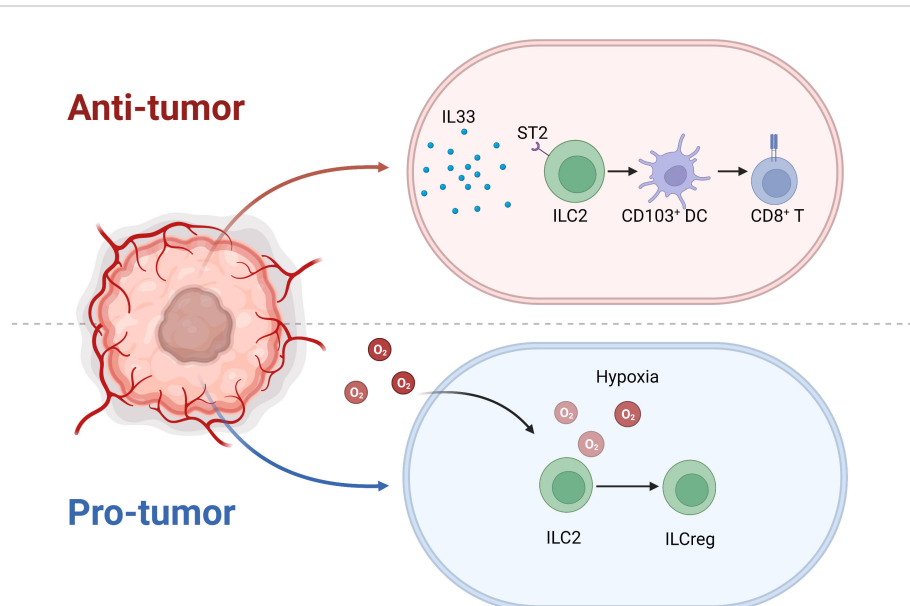 Anti-tumor
IL33
ST2
ILC2
CD103⁺ DC
CD8⁺ T
O₂
O₂
O₂
Hypoxia
O₂
O₂
O₂
ILC2
ILCreg
Pro-tumor